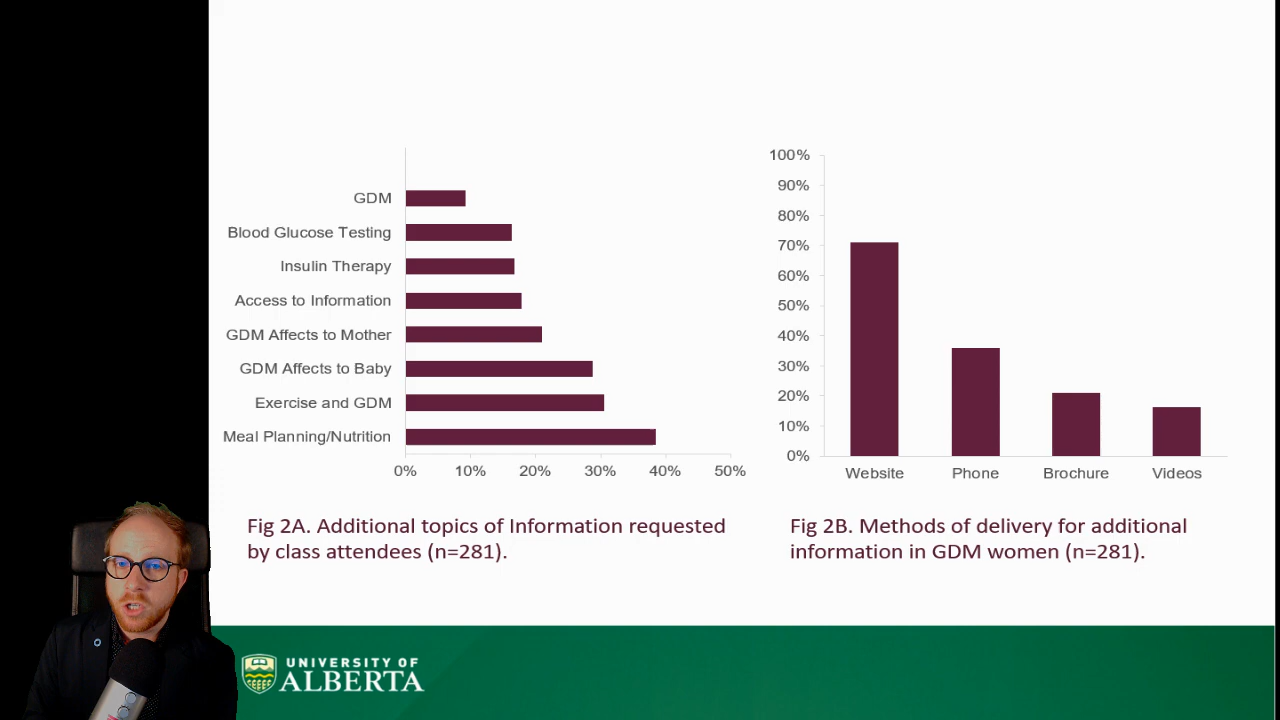 GDM
Blood Glucose Testing
Insulin Therapy
Access to Information
GDM Affects to Mother
GDM Affects to Baby
Exercise and GDM
Meal Planning/Nutrition
0% 10% 20% 30% 40% 50%
Fig 2A. Additional topics of Information requested
by class attendees (n=281).
100%
90%
80%
70%
60%
50%
40%
30%
20%
10%
0%
Website Phone Brochure Videos
Fig 2B. Methods of delivery for additional
information in GDM women (n=281).
UNIVERSITY OF
ALBERTA